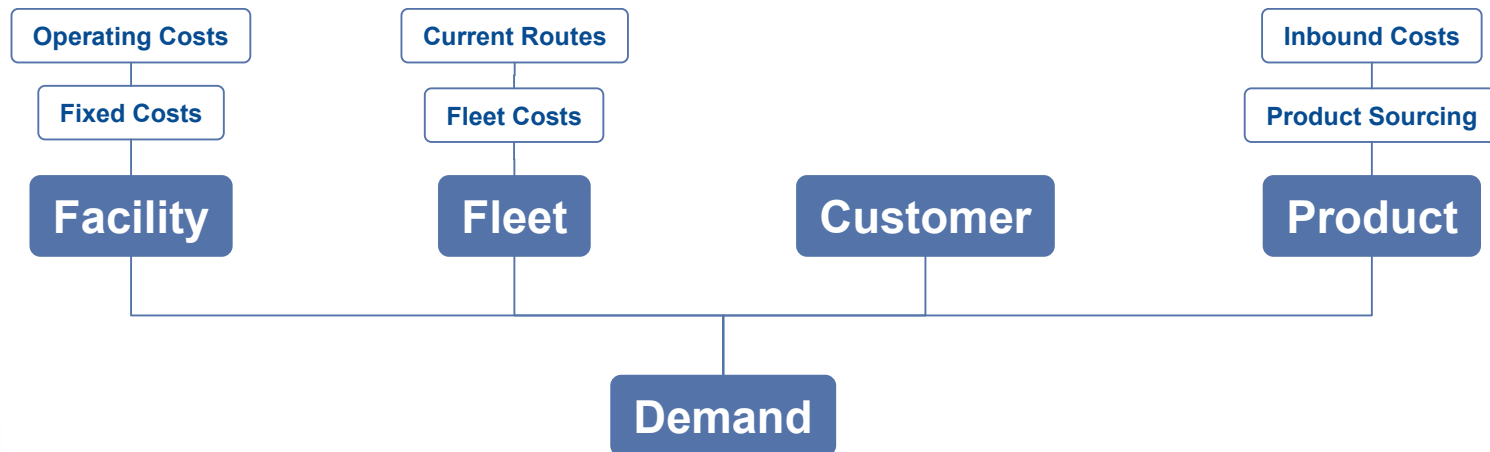 Operating Costs
Current Routes
Inbound Costs
Fixed Costs
Fleet Costs
Product Sourcing
Facility
Fleet
Customer
Product
Demand